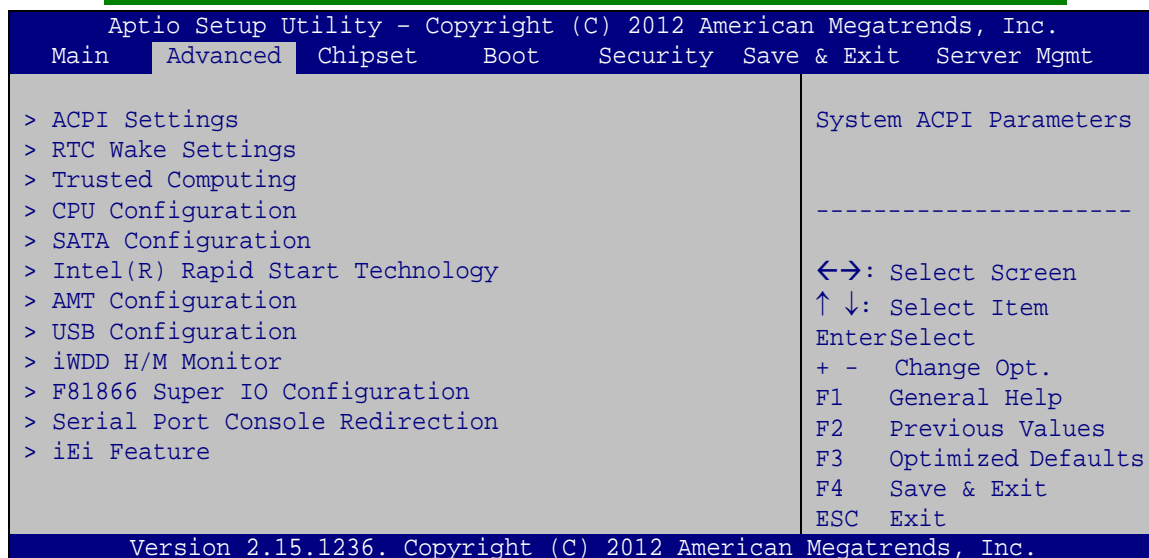 Aptio Setup Utility – Copyright (C) 2012 American Megatrends, Inc.
Main Advanced Chipset Boot Security Save & Exit Server Mgmt
> ACPI Settings
> RTC Wake Settings
> Trusted Computing
> CPU Configuration
> SATA Configuration
> Intel(R) Rapid Start Technology
> AMT Configuration
> USB Configuration
> iWDD H/M Monitor
> F81866 Super IO Configuration
> Serial Port Console Redirection
> iEi Feature
System ACPI Parameters
----------------------
←→: Select Screen
↑ ↓: Select Item
EnterSelect
+ - Change Opt.
F1 General Help
F2 Previous Values
F3 Optimized Defaults
F4 Save & Exit
ESC Exit
Version 2.15.1236. Copyright (C) 2012 American Megatrends, Inc.